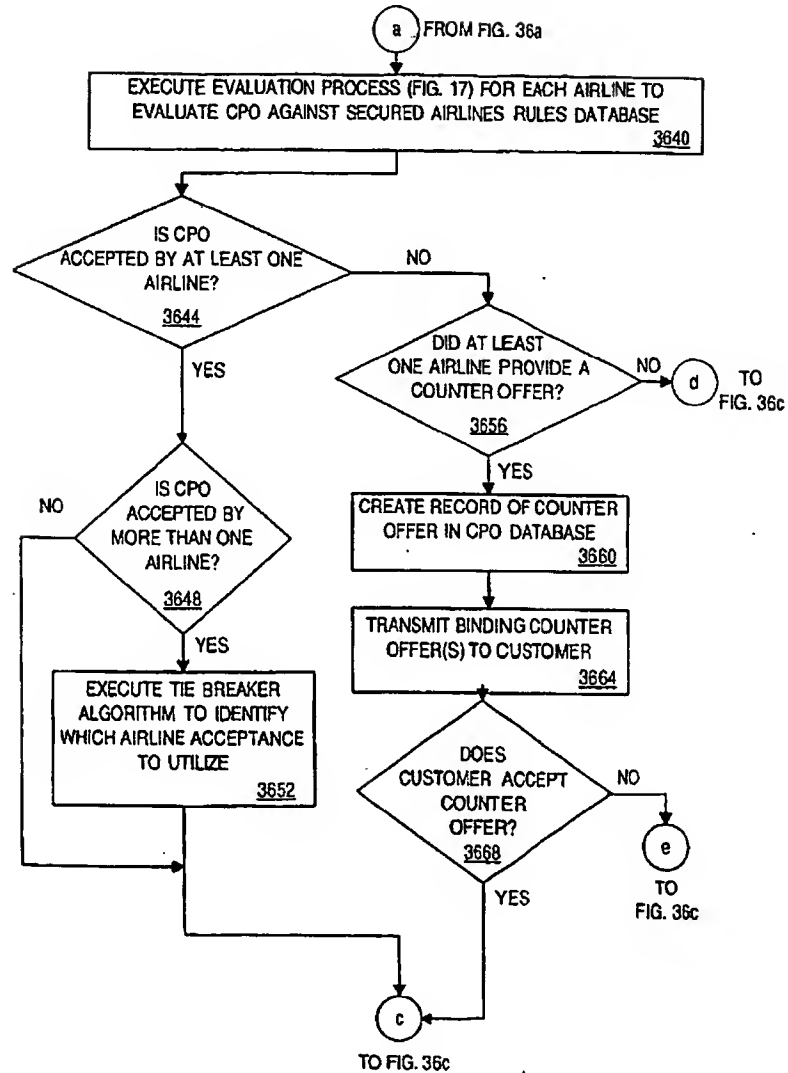 a
FROM FIG. 36a
EXECUTE EVALUATION PROCESS (FIG. 17) FOR EACH AIRLINE TO
EVALUATE CPO AGAINST SECURED AIRLINES RULES DATABASE
3640
IS CPO
ACCEPTED BY AT LEAST ONE
AIRLINE?
3644
NO
YES
DID AT LEAST
ONE AIRLINE PROVIDE A
COUNTER OFFER?
3656
NO
d
TO
FIG. 36c
YES
IS CPO
ACCEPTED BY
MORE THAN ONE
AIRLINE?
3648
NO
YES
CREATE RECORD OF COUNTER
OFFER IN CPO DATABASE
3660
TRANSMIT BINDING COUNTER
OFFER(S) TO CUSTOMER
3664
EXECUTE TIE BREAKER
ALGORITHM TO IDENTIFY
WHICH AIRLINE ACCEPTANCE
TO UTILIZE
3652
DOES
CUSTOMER ACCEPT
COUNTER
OFFER?
3668
NO
e
TO
FIG. 36c
YES
c
TO FIG. 36c